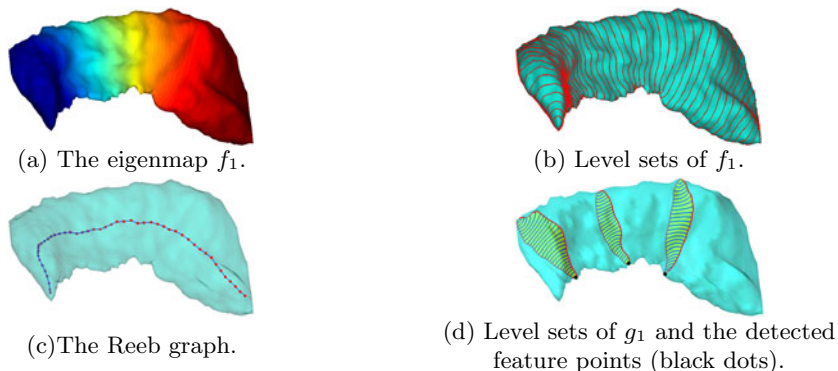 (a) The eigenmap f₁.
(b) Level sets of f₁.
(c)The Reeb graph.
(d) Level sets of g₁ and the detected
feature points (black dots).